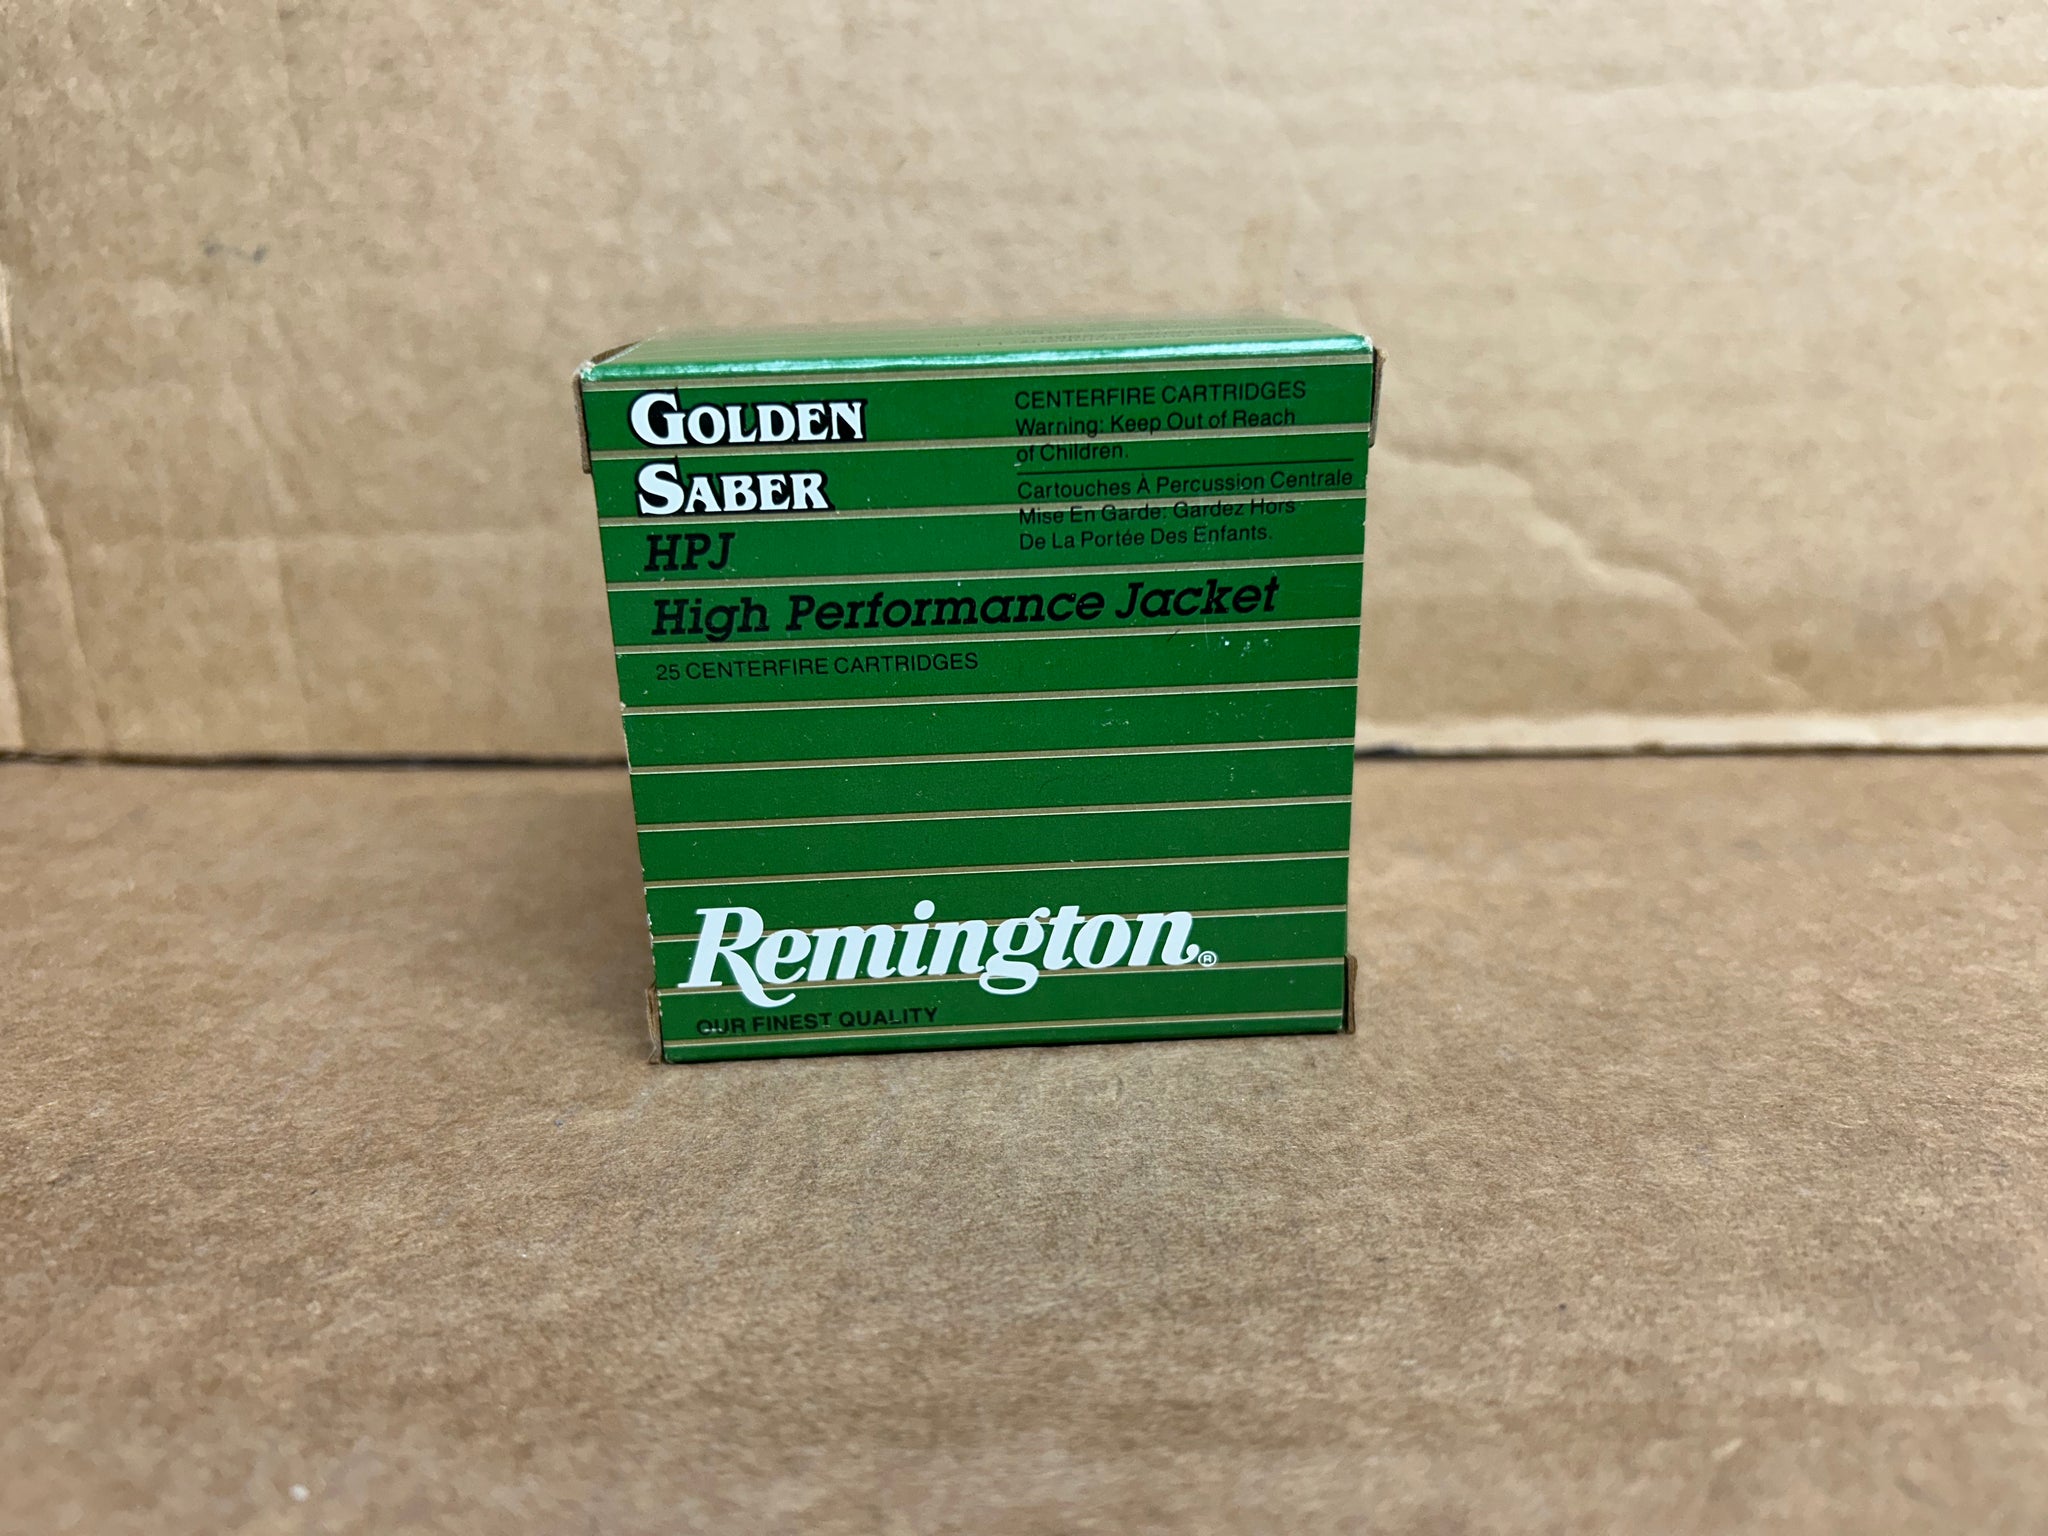 GOLDEN
SABER
HPJ
High Performance Jacket
25 CENTERFIRE CARTRIDGES
CENTERFIRE CARTRIDGES
Warning: Keep Out of Reach
of Children.
Cartouches À Percussion Centrale
Mise En Garde: Gardez Hors
De La Portée Des Enfants.
Remington®
OUR FINEST QUALITY